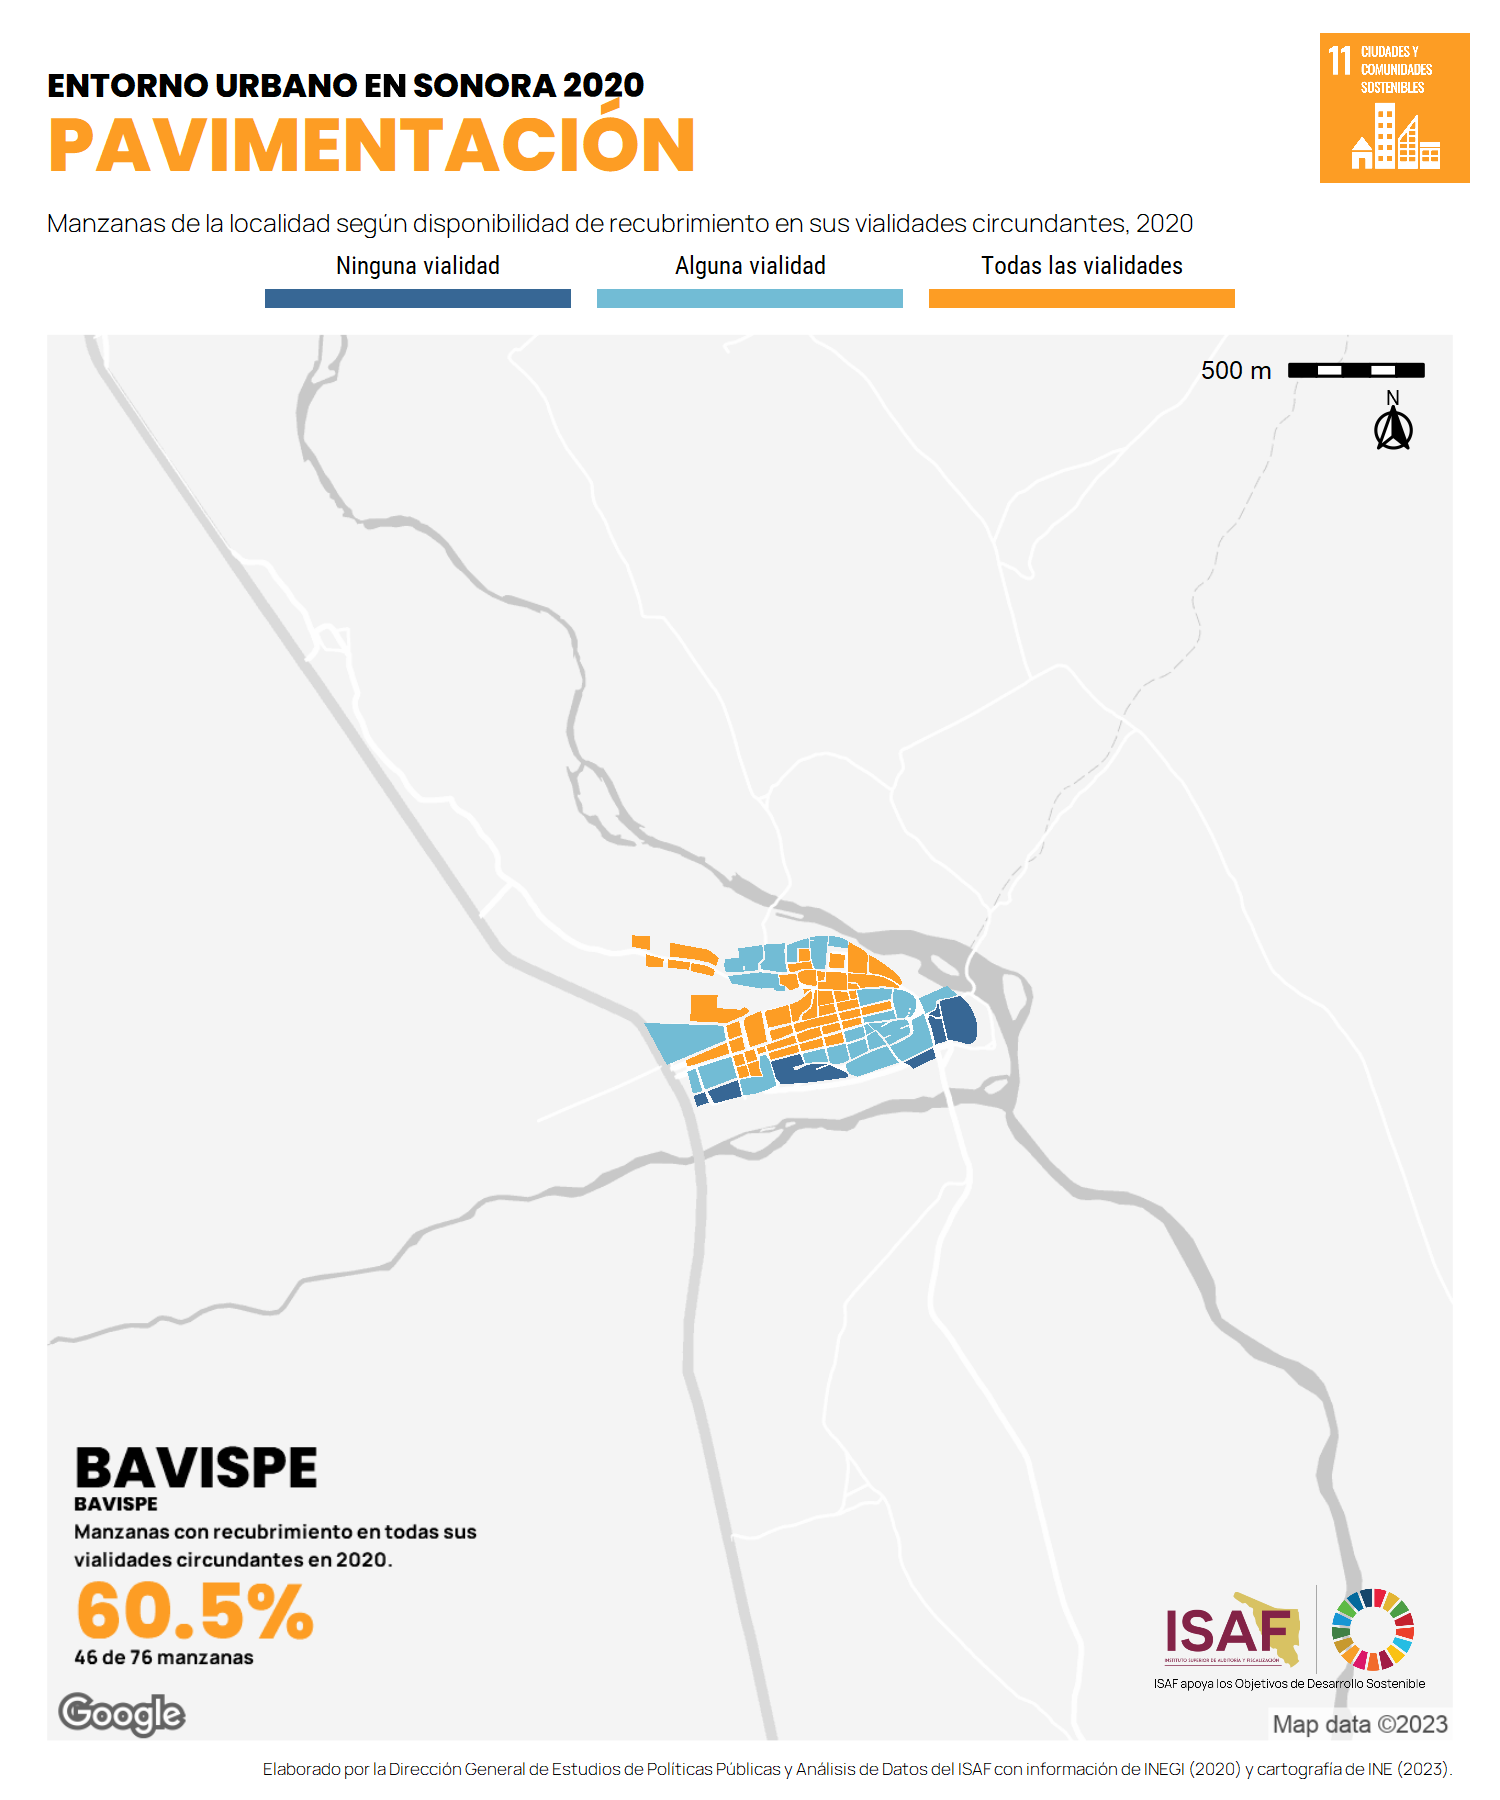 ENTORNO URBANO EN SONORA 2020
PAVIMENTACIÓN
11 CIUDADES Y
COMUNIDADES
SOSTENIBLES
Manzanas de la localidad según disponibilidad de recubrimiento en sus vialidades circundantes, 2020
Ninguna vialidad Alguna vialidad Todas las vialidades
500 m
N
BAVISPE
BAVISPE
Manzanas con recubrimiento en todas sus
vialidades circundantes en 2020.
60.5%
46 de 76 manzanas
Google
ISAF
INSTITUTO SUPERIOR DE AUDITORÍA Y FISCALIZACIÓN
ISAF apoya los Objetivos de Desarrollo Sostenible
Map data ©2023
Elaborado por la Dirección General de Estudios de Políticas Públicas y Análisis de Datos del ISAF con información de INEGI (2020) y cartografía de INE (2023).